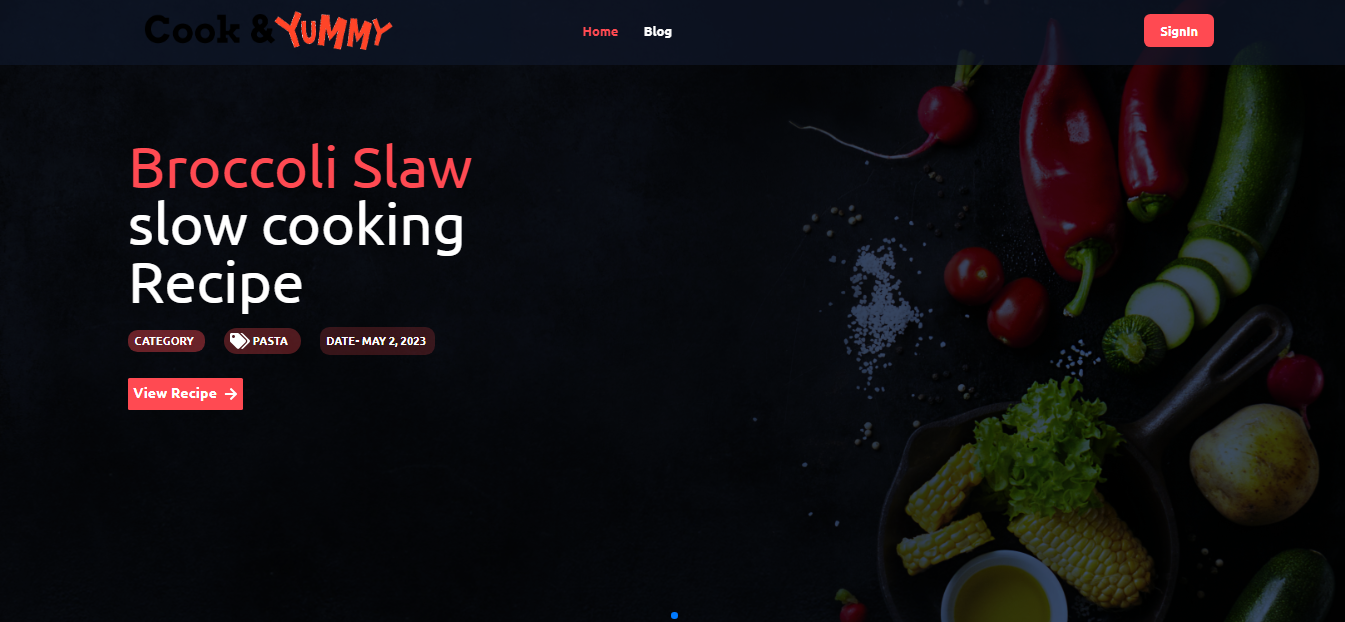 Cook & YUMMY
Home Blog
SignIn
Broccoli Slaw
slow cooking
Recipe
CATEGORY PASTA DATE- MAY 2, 2023
View Recipe →